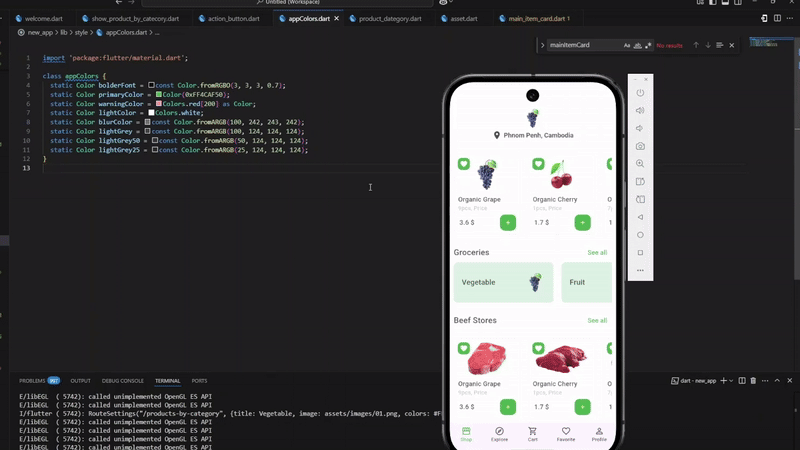 Untitled (Workspace)
welcome.dart
show_product_by_catecory.dart
action_button.dart
appColors.dart
product_dategory.dart
asset.dart
main_item_card.dart 1
new_app > lib > style > appColors.dart > ...
mainItemCard
Aa
ab
No results
1 import 'package:flutter/material.dart';
2
3 class appColors {
4 static Color bolderFont = const Color.fromRGBO(3, 3, 3, 0.7);
5 static Color primaryColor = Color(0xFF4CAF50);
6 static Color warningColor = Colors.red[200] as Color;
7 static Color lightColor = Colors.white;
8 static Color blurColor = const Color.fromARGB(100, 242, 243, 242);
9 static Color lightGrey = const Color.fromARGB(100, 124, 124, 124);
10 static Color lightGrey50 = const Color.fromARGB(50, 124, 124, 124);
11 static Color lightGrey25 = const Color.fromARGB(25, 124, 124, 124);
12 }
13
Phnom Penh, Cambodia
Organic Grape
1pcs, Price
3.6 $
+
Organic Cherry
1pcs, Price
1.7 $
+
Groceries
See all
Vegetable
Fruit
Beef Stores
See all
Organic Grape
1pcs, Price
3.6 $
+
Organic Cherry
1pcs, Price
1.7 $
+
Shop
Explore
Cart
Favorite
Profile
PROBLEMS
OUTPUT
DEBUG CONSOLE
TERMINAL
PORTS
dart - new_app
E/libEGL ( 5742): called unimplemented OpenGL ES API
E/libEGL ( 5742): called unimplemented OpenGL ES API
I/flutter ( 5742): RouteSettings("/products-by-category", {title: Vegetable, image: assets/images/01.png, colors: #F
E/libEGL ( 5742): called unimplemented OpenGL ES API
E/libEGL ( 5742): called unimplemented OpenGL ES API
E/libEGL ( 5742): called unimplemented OpenGL ES API
E/libEGL ( 5742): called unimplemented OpenGL ES API